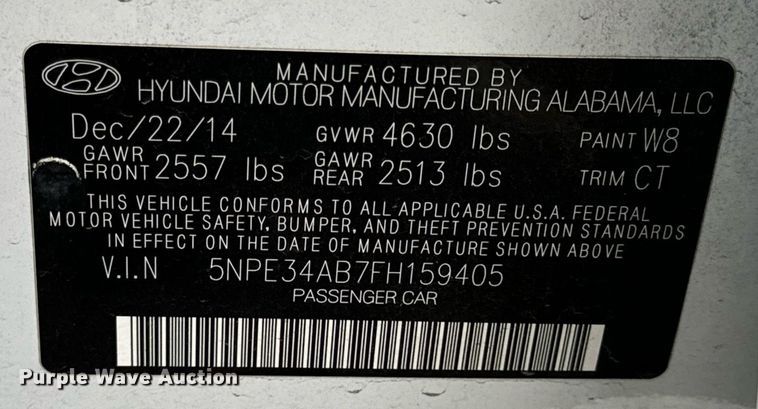 MANUFACTURED BY
HYUNDAI MOTOR MANUFACTURING ALABAMA, LLC
Dec/22/14 GVWR 4630 lbs PAINT W8
GAWR FRONT 2557 lbs GAWR REAR 2513 lbs TRIM CT
THIS VEHICLE CONFORMS TO ALL APPLICABLE U.S.A. FEDERAL
MOTOR VEHICLE SAFETY, BUMPER, AND THEFT PREVENTION STANDARDS
IN EFFECT ON THE DATE OF MANUFACTURE SHOWN ABOVE
V.I.N 5NPE34AB7FH159405
PASSENGER CAR
Purple Wave Auction